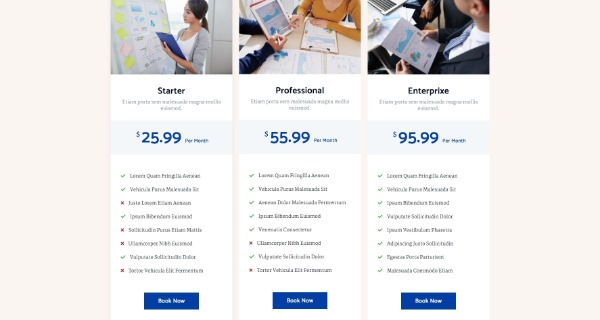 Starter
Etiam porta sem malesuada magna mollis
euismod.
$ 25.99 Per Month
Lorem Quam Fringilla Aenean
Vehicula Purus Malesuada Sit
Justo Lorem Etiam Aenean
Ipsum Bibendum Euismod
Sollicitudin Purus Etiam Mattis
Ullamcorper Nibh Euismod
Vulputate Sollicitudin Dolor
Tortor Vehicula Elit Fermentum
Book Now
Professional
Etiam porta sem malesuada magna mollis
euismod.
$ 55.99 Per Month
Lorem Quam Fringilla Aenean
Vehicula Purus Malesuada Sit
Aenean Dolor Malesuada Fermentum
Ipsum Bibendum Euismod
Venenatis Consectetur
Ullamcorper Nibh Euismod
Vulputate Sollicitudin Dolor
Tortor Vehicula Elit Fermentum
Book Now
Enterprixe
Etiam porta sem malesuada magna mollis
euismod.
$ 95.99 Per Month
Lorem Quam Fringilla Aenean
Vehicula Purus Malesuada Sit
Ipsum Bibendum Euismod
Vulputate Sollicitudin Dolor
Ipsum Vestibulum Pharetra
Adipiscing Justo Sollicitudin
Egestas Porta Parturient
Malesuada Commodo Etiam
Book Now